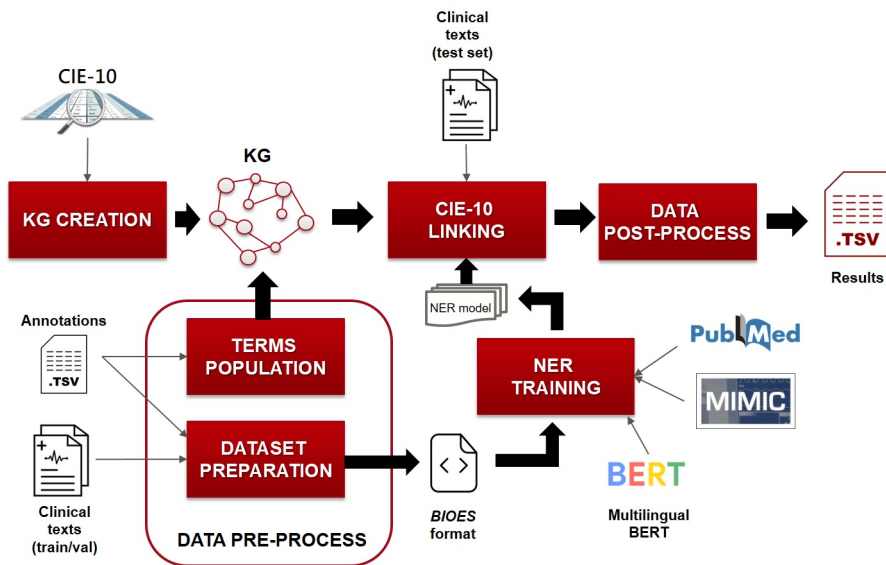 Clinical
texts
(test set)
CIE-10
KG
KG CREATION
CIE-10
LINKING
DATA
POST-PROCESS
.TSV
Results
NER model
Annotations
.TSV
TERMS
POPULATION
NER
TRAINING
PubMed
MIMIC
DATASET
PREPARATION
Clinical
texts
(train/val)
DATA PRE-PROCESS
BIOES
format
BERT
Multilingual
BERT